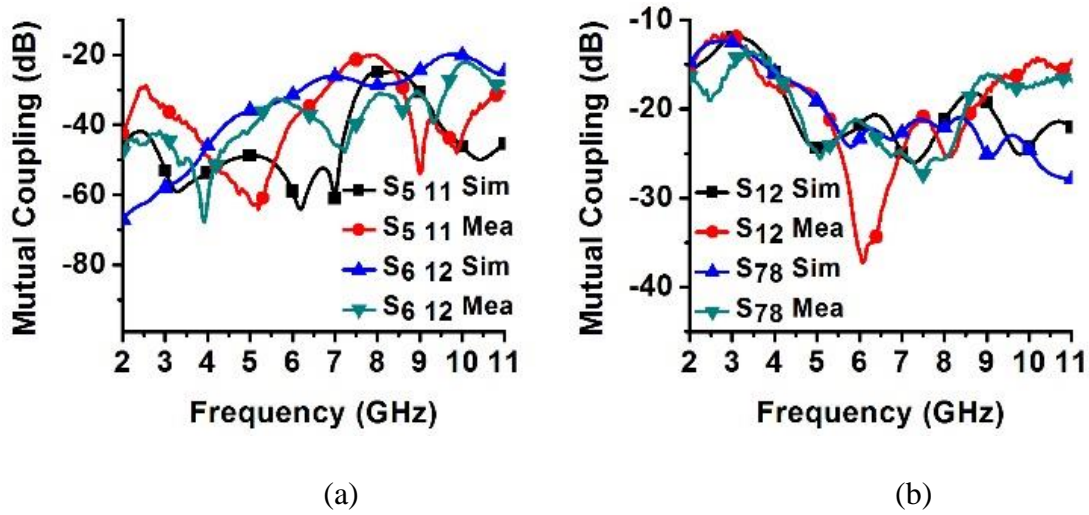 Mutual Coupling (dB)
-20
-40
-60
-80
S5 11 Sim
S5 11 Mea
S6 12 Sim
S6 12 Mea
2 3 4 5 6 7 8 9 10 11
Frequency (GHz)
(a)
Mutual Coupling (dB)
-10
-20
-30
-40
S12 Sim
S12 Mea
S78 Sim
S78 Mea
2 3 4 5 6 7 8 9 10 11
Frequency (GHz)
(b)